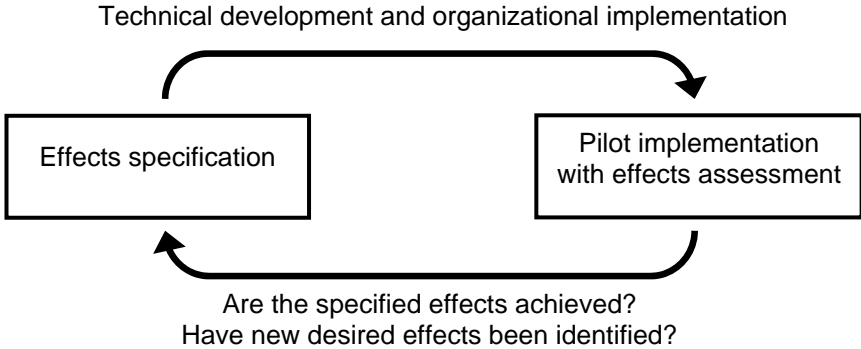 Technical development and organizational implementation
Effects specification
Pilot implementation
with effects assessment
Are the specified effects achieved?
Have new desired effects been identified?